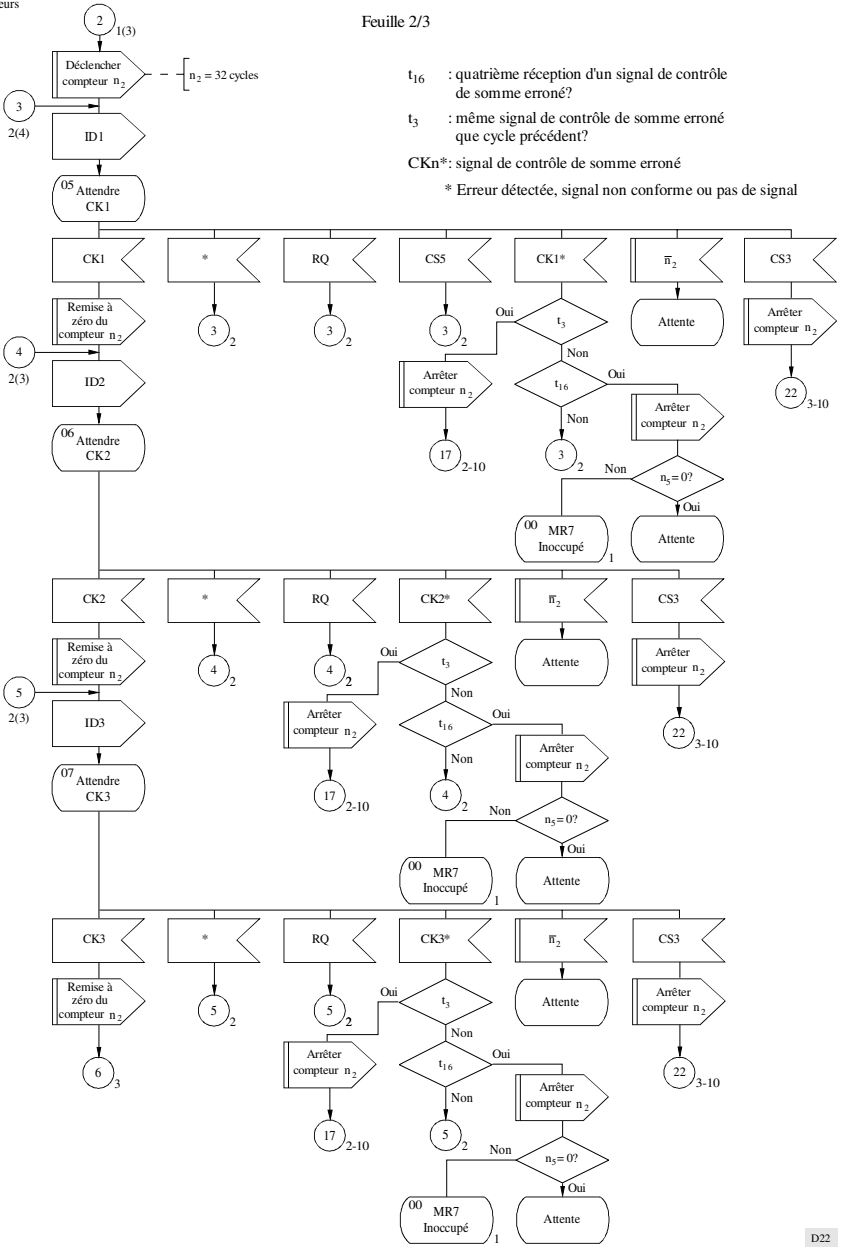 eurs
Feuille 2/3
2
1(3)
Déclencher
compteur n2
n2 = 32 cycles
t16 : quatrième réception d'un signal de contrôle
de somme erroné?
t3 : même signal de contrôle de somme erroné
que cycle précédent?
CKn*: signal de contrôle de somme erroné
* Erreur détectée, signal non conforme ou pas de signal
3
2(4)
ID1
05 Attendre
CK1
CK1
*
RQ
CS5
CK1*
n̅2
CS3
Remise à
zéro du
compteur n2
3
2
3
2
3
2
Oui
t3
Non
Attente
Arrêter
compteur n2
22
3-10
4
2(3)
ID2
Arrêter
compteur n2
t16
Oui
Non
Arrêter
compteur n2
06
Attendre
CK2
17
2-10
3
2
Non
n5= 0?
Oui
00
MR7
Inoccupé
1
Attente
CK2
*
RQ
CK2*
n̅2
CS3
Remise à
zéro du
compteur n2
4
2
4
2
Oui
t3
Non
Attente
Arrêter
compteur n2
22
3-10
5
2(3)
ID3
Arrêter
compteur n2
t16
Oui
Non
Arrêter
compteur n2
07
Attendre
CK3
17
2-10
4
2
Non
n5= 0?
Oui
00
MR7
Inoccupé
1
Attente
CK3
*
RQ
CK3*
n̅2
CS3
Remise à
zéro du
compteur n2
5
2
5
2
Oui
t3
Non
Attente
Arrêter
compteur n2
22
3-10
6
3
Arrêter
compteur n2
t16
Oui
Non
Arrêter
compteur n2
17
2-10
5
2
Non
n5= 0?
Oui
00
MR7
Inoccupé
1
Attente
D22